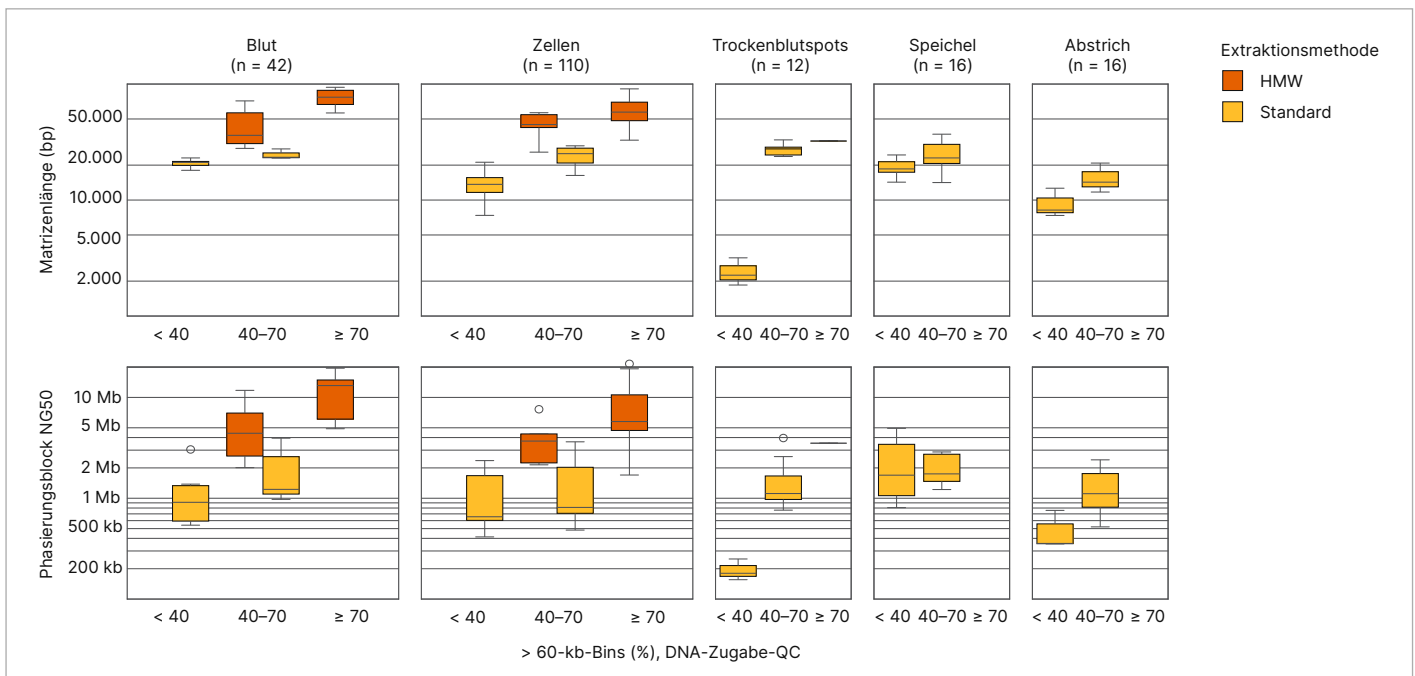 Blut
(n = 42)
Zellen
(n = 110)
Trockenblutspots
(n = 12)
Speichel
(n = 16)
Abstrich
(n = 16)
Extraktionsmethode
HMW
Standard
Matrizenlänge (bp)
50.000
20.000
10.000
5.000
2.000
< 40 40–70 ≥ 70
< 40 40–70 ≥ 70
< 40 40–70 ≥ 70
< 40 40–70 ≥ 70
< 40 40–70 ≥ 70
Phasierungsblock NG50
10 Mb
5 Mb
2 Mb
1 Mb
500 kb
200 kb
< 40 40–70 ≥ 70
< 40 40–70 ≥ 70
< 40 40–70 ≥ 70
< 40 40–70 ≥ 70
< 40 40–70 ≥ 70
> 60-kb-Bins (%), DNA-Zugabe-QC